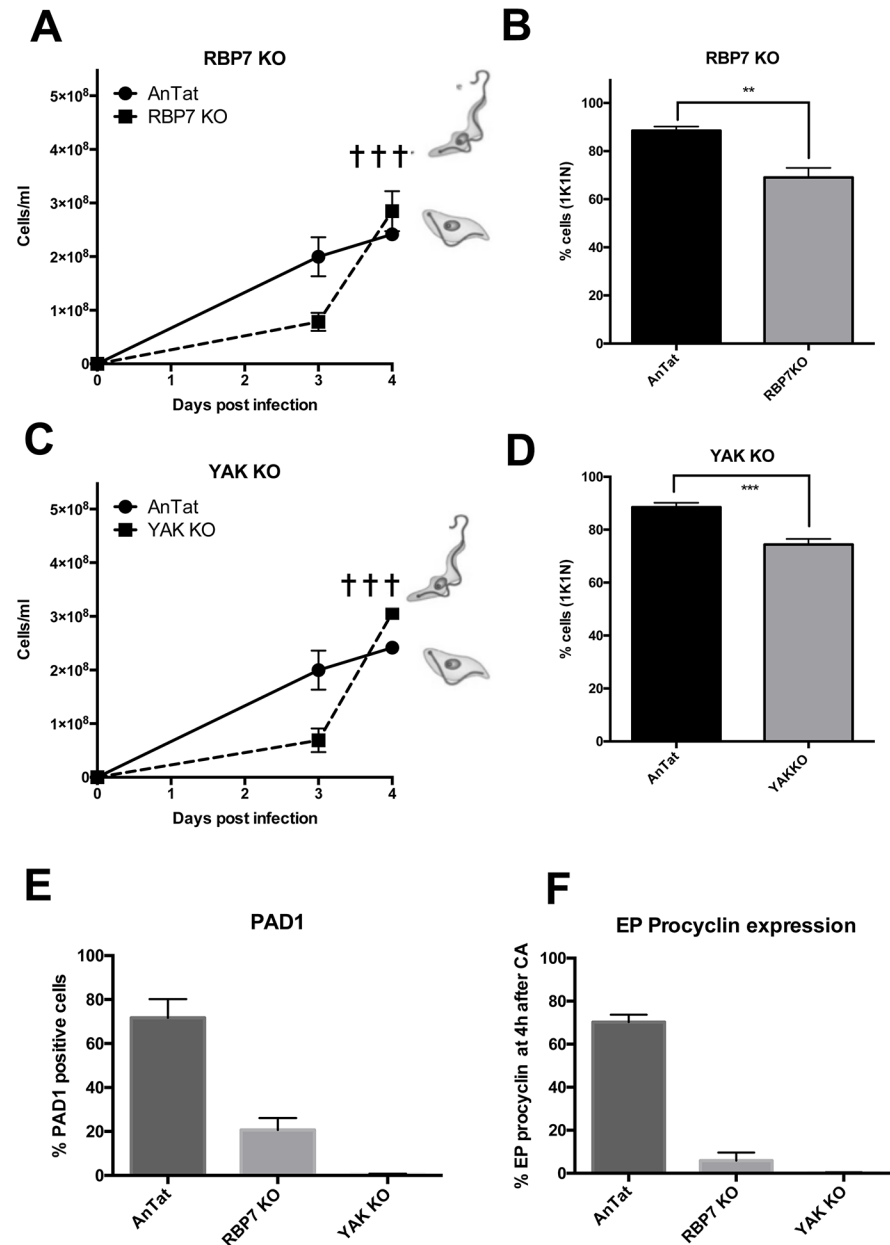 A
RBP7 KO
AnTat
RBP7 KO
5×10⁸
4×10⁸
3×10⁸
2×10⁸
1×10⁸
0
Cells/ml
†††
0 1 2 3 4
Days post infection
B
RBP7 KO
**
100
80
60
40
20
0
% cells (1K1N)
AnTat
RBP7KO
C
YAK KO
AnTat
YAK KO
5×10⁸
4×10⁸
3×10⁸
2×10⁸
1×10⁸
0
Cells/ml
†††
0 1 2 3 4
Days post infection
D
YAK KO
***
100
80
60
40
20
0
% cells (1K1N)
AnTat
YAKKO
E
PAD1
100
80
60
40
20
0
% PAD1 positive cells
AnTat
RBP7 KO
YAK KO
F
EP Procyclin expression
100
80
60
40
20
0
% EP procyclin at 4h after CA
AnTat
RBP7 KO
YAK KO